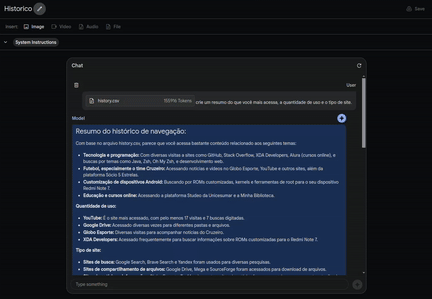 Historico
Save
Insert: Image Video Audio File
System Instructions
Chat
User
history.csv 153196 Tokens crie um resumo do que você mais acessa, a quantidade de uso e o tipo de site.
Model
Resumo do histórico de navegação:
Com base no arquivo history.csv, parece que você acessa bastante conteúdo relacionado aos seguintes temas:
Tecnologia e programação: Com diversas visitas a sites como GitHub, Stack Overflow, XDA Developers, Alura (cursos online), e
buscas por temas como Java, Zsh, Oh My Zsh, e desenvolvimento web.
Futebol, especialmente o time Cruzeiro: Acessando notícias e vídeos no Globo Esporte, YouTube e outros sites, além da
plataforma Sócio 5 Estrelas.
Customização de dispositivos Android: Buscando por ROMs customizadas, kernels e ferramentas de root para o seu dispositivo
Redmi Note 7.
Educação e cursos online: Acessando a plataforma Studeo da Unicesumar e a Minha Biblioteca.
Quantidade de uso:
YouTube: É o site mais acessado, com pelo menos 17 visitas e 7 buscas digitadas.
Google Drive: Acessado diversas vezes para diferentes pastas e arquivos.
Globo Esporte: Diversas visitas para acompanhar notícias do Cruzeiro.
XDA Developers: Acessado frequentemente para buscar informações sobre ROMs customizadas para o Redmi Note 7.
Tipo de site:
Sites de busca: Google Search, Brave Search e Yandex foram usados para diversas pesquisas.
Sites de compartilhamento de arquivos: Google Drive, Mega e SourceForge foram acessados para download de arquivos.
Type something